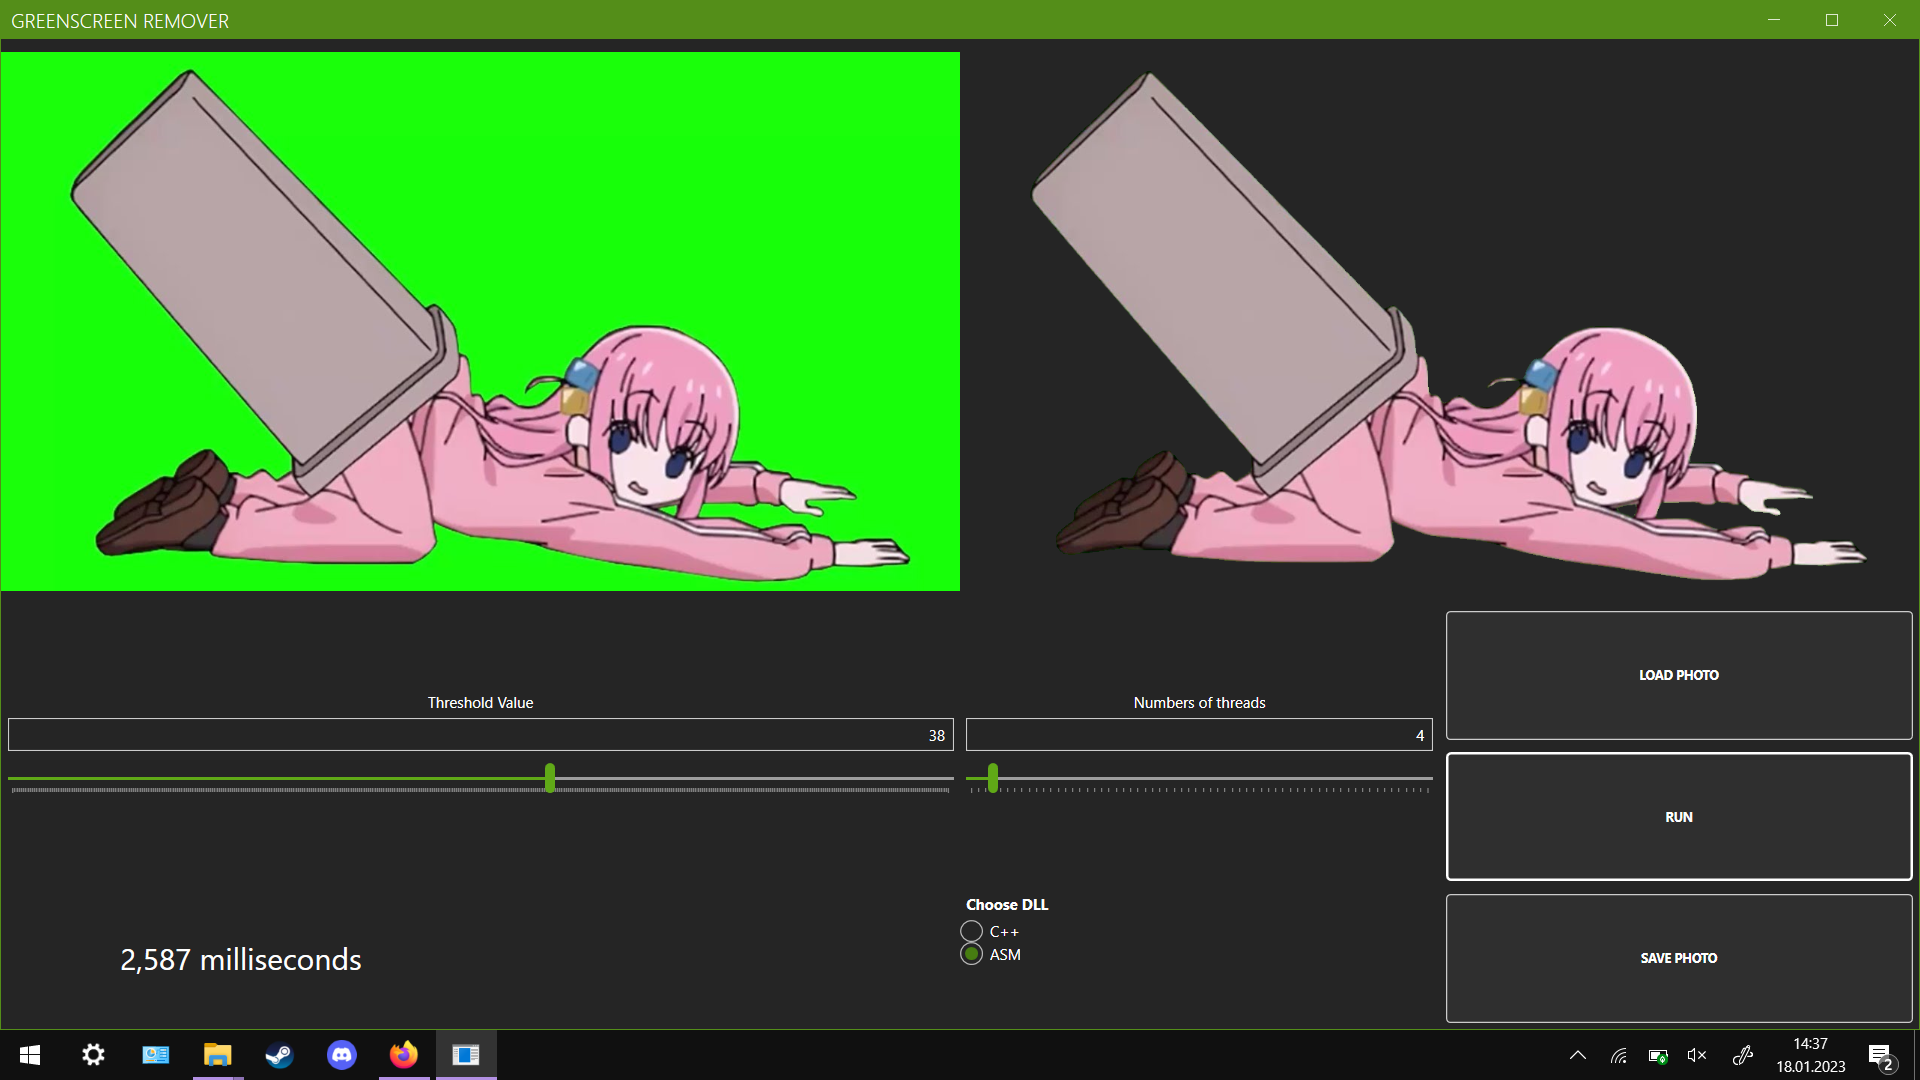 GREENSCREEN REMOVER
Threshold Value
38
Numbers of threads
4
LOAD PHOTO
RUN
SAVE PHOTO
Choose DLL
C++
ASM
2,587 milliseconds
14:37
18.01.2023
2